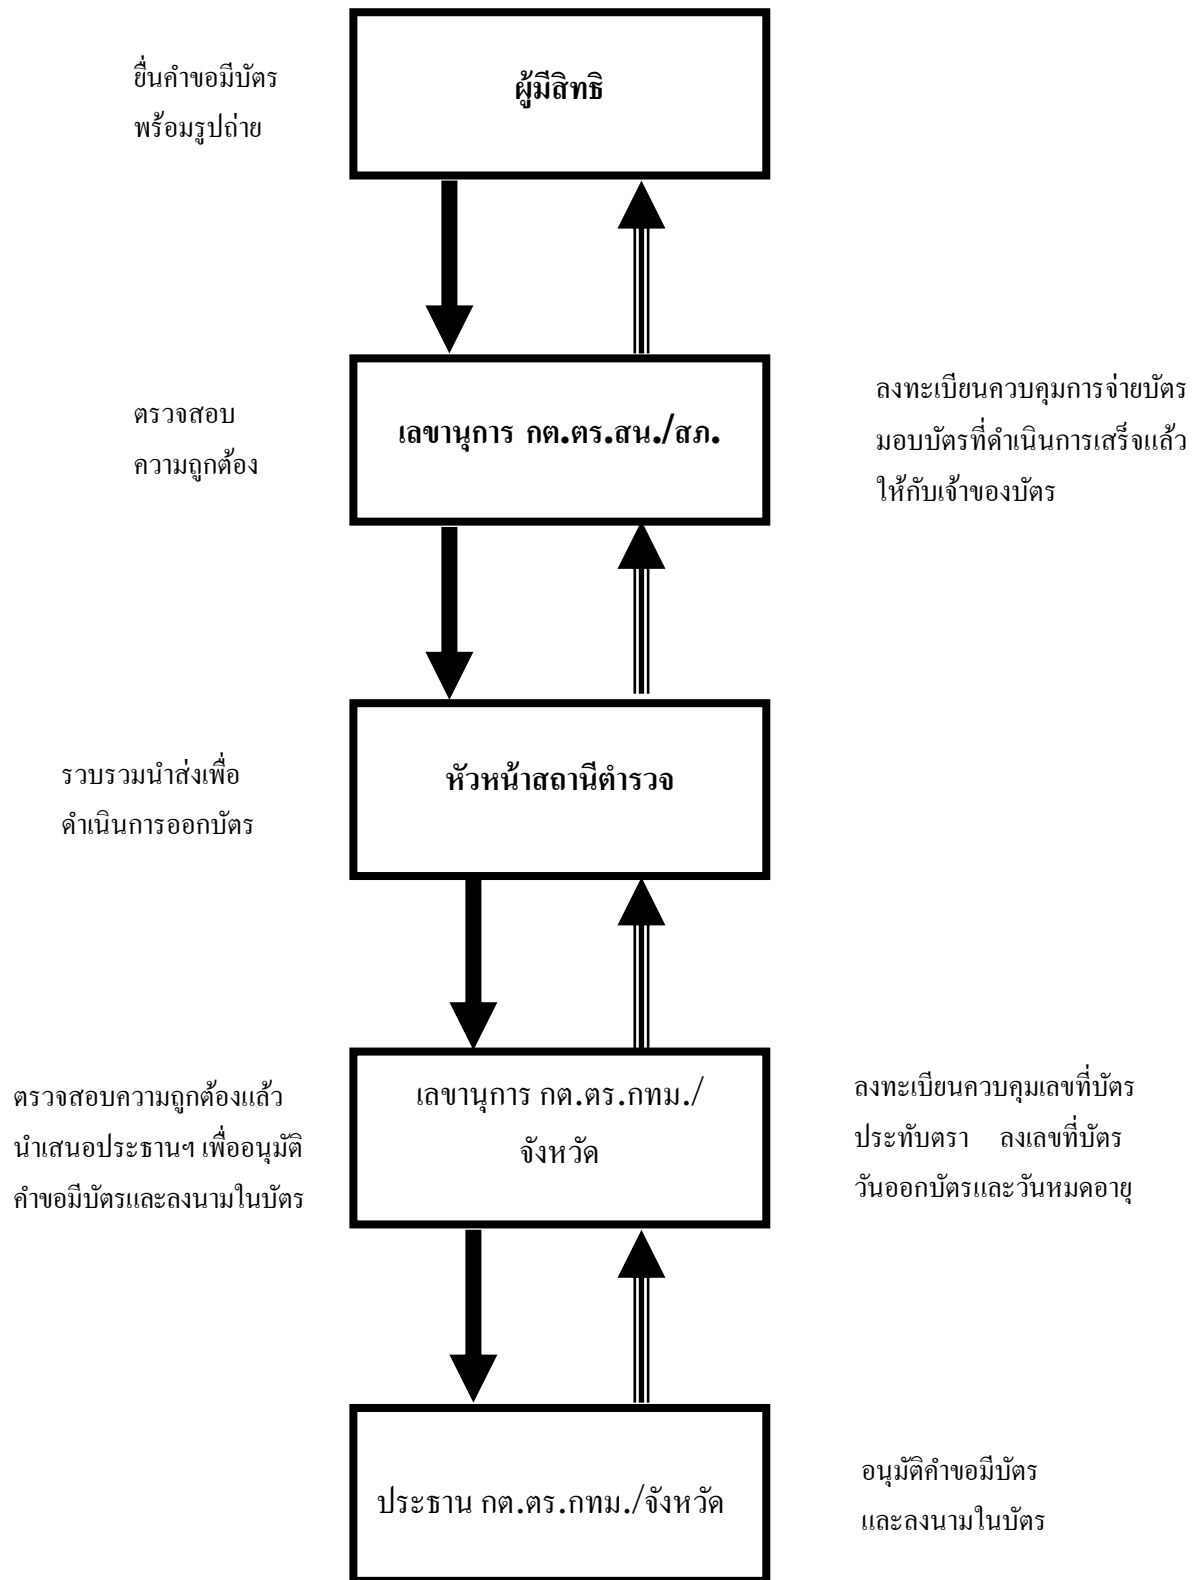 ยื่นคำขอมีบัตร
พร้อมรูปถ่าย
ผู้มีสิทธิ
ตรวจสอบ
ความถูกต้อง
เลขานุการ กต.ตร.สน./สภ.
ลงทะเบียนควบคุมการจ่ายบัตร
มอบบัตรที่ดำเนินการเสร็จแล้ว
ให้กับเจ้าของบัตร
รวบรวมนำส่งเพื่อ
ดำเนินการออกบัตร
หัวหน้าสถานีตำรวจ
ตรวจสอบความถูกต้องแล้ว
นำเสนอประธานฯ เพื่ออนุมัติ
คำขอมีบัตรและลงนามในบัตร
เลขานุการ กต.ตร.กทม./
จังหวัด
ลงทะเบียนควบคุมเลขที่บัตร
ประทับตรา ลงเลขที่บัตร
วันออกบัตรและวันหมดอายุ
ประธาน กต.ตร.กทม./จังหวัด
อนุมัติคำขอมีบัตร
และลงนามในบัตร